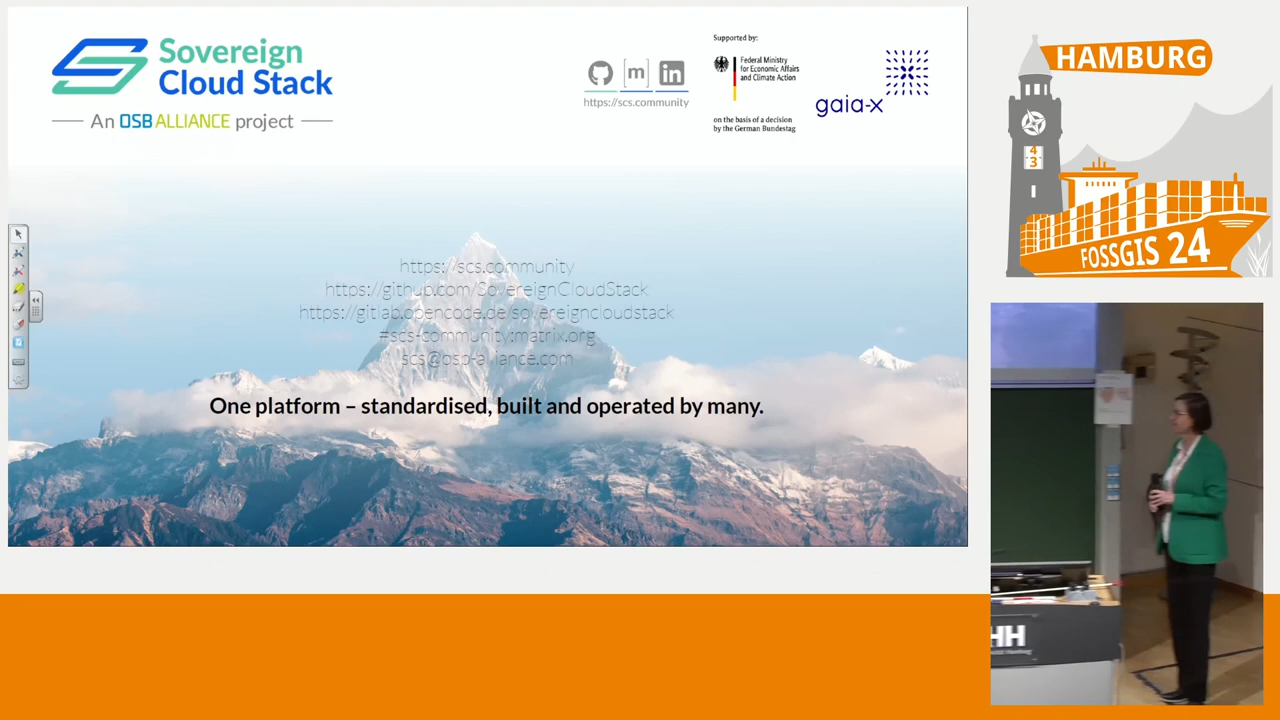 Sovereign
Cloud Stack
An OSB ALLIANCE project
https://scs.community
Supported by:
Federal Ministry
for Economic Affairs
and Climate Action
on the basis of a decision
by the German Bundestag
gaia-x
https://scs.community
https://github.com/SovereignCloudStack
https://gitlab.opencode.de/sovereigncloudstack
#scs-community:matrix.org
scs@osb-alliance.com
One platform – standardised, built and operated by many.
HAMBURG
4
3
FOSSGIS 24
HH